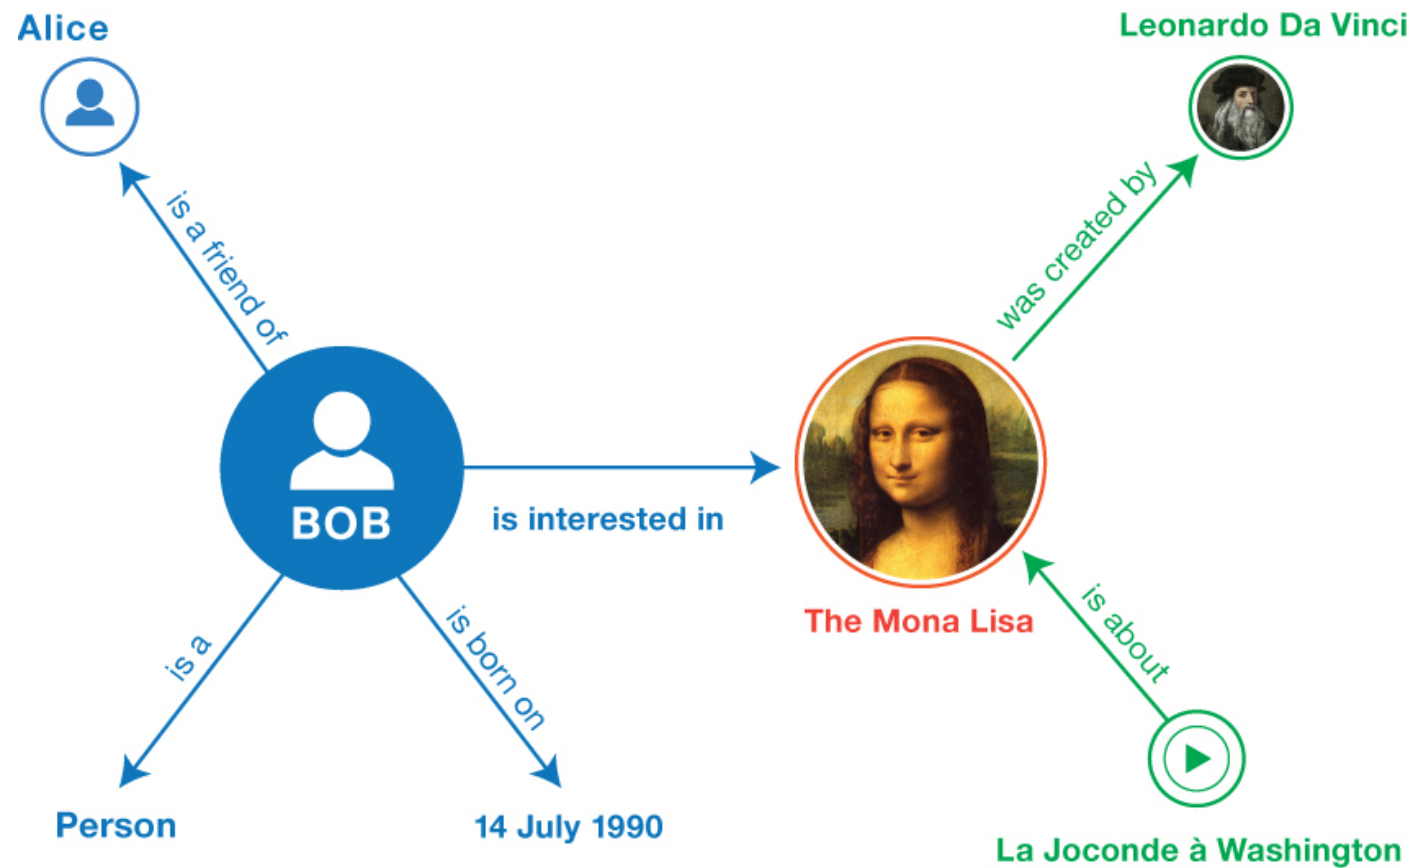 Alice
Leonardo Da Vinci
is a friend of
was created by
BOB
is interested in
The Mona Lisa
is a
is born on
is about
Person
14 July 1990
La Joconde à Washington